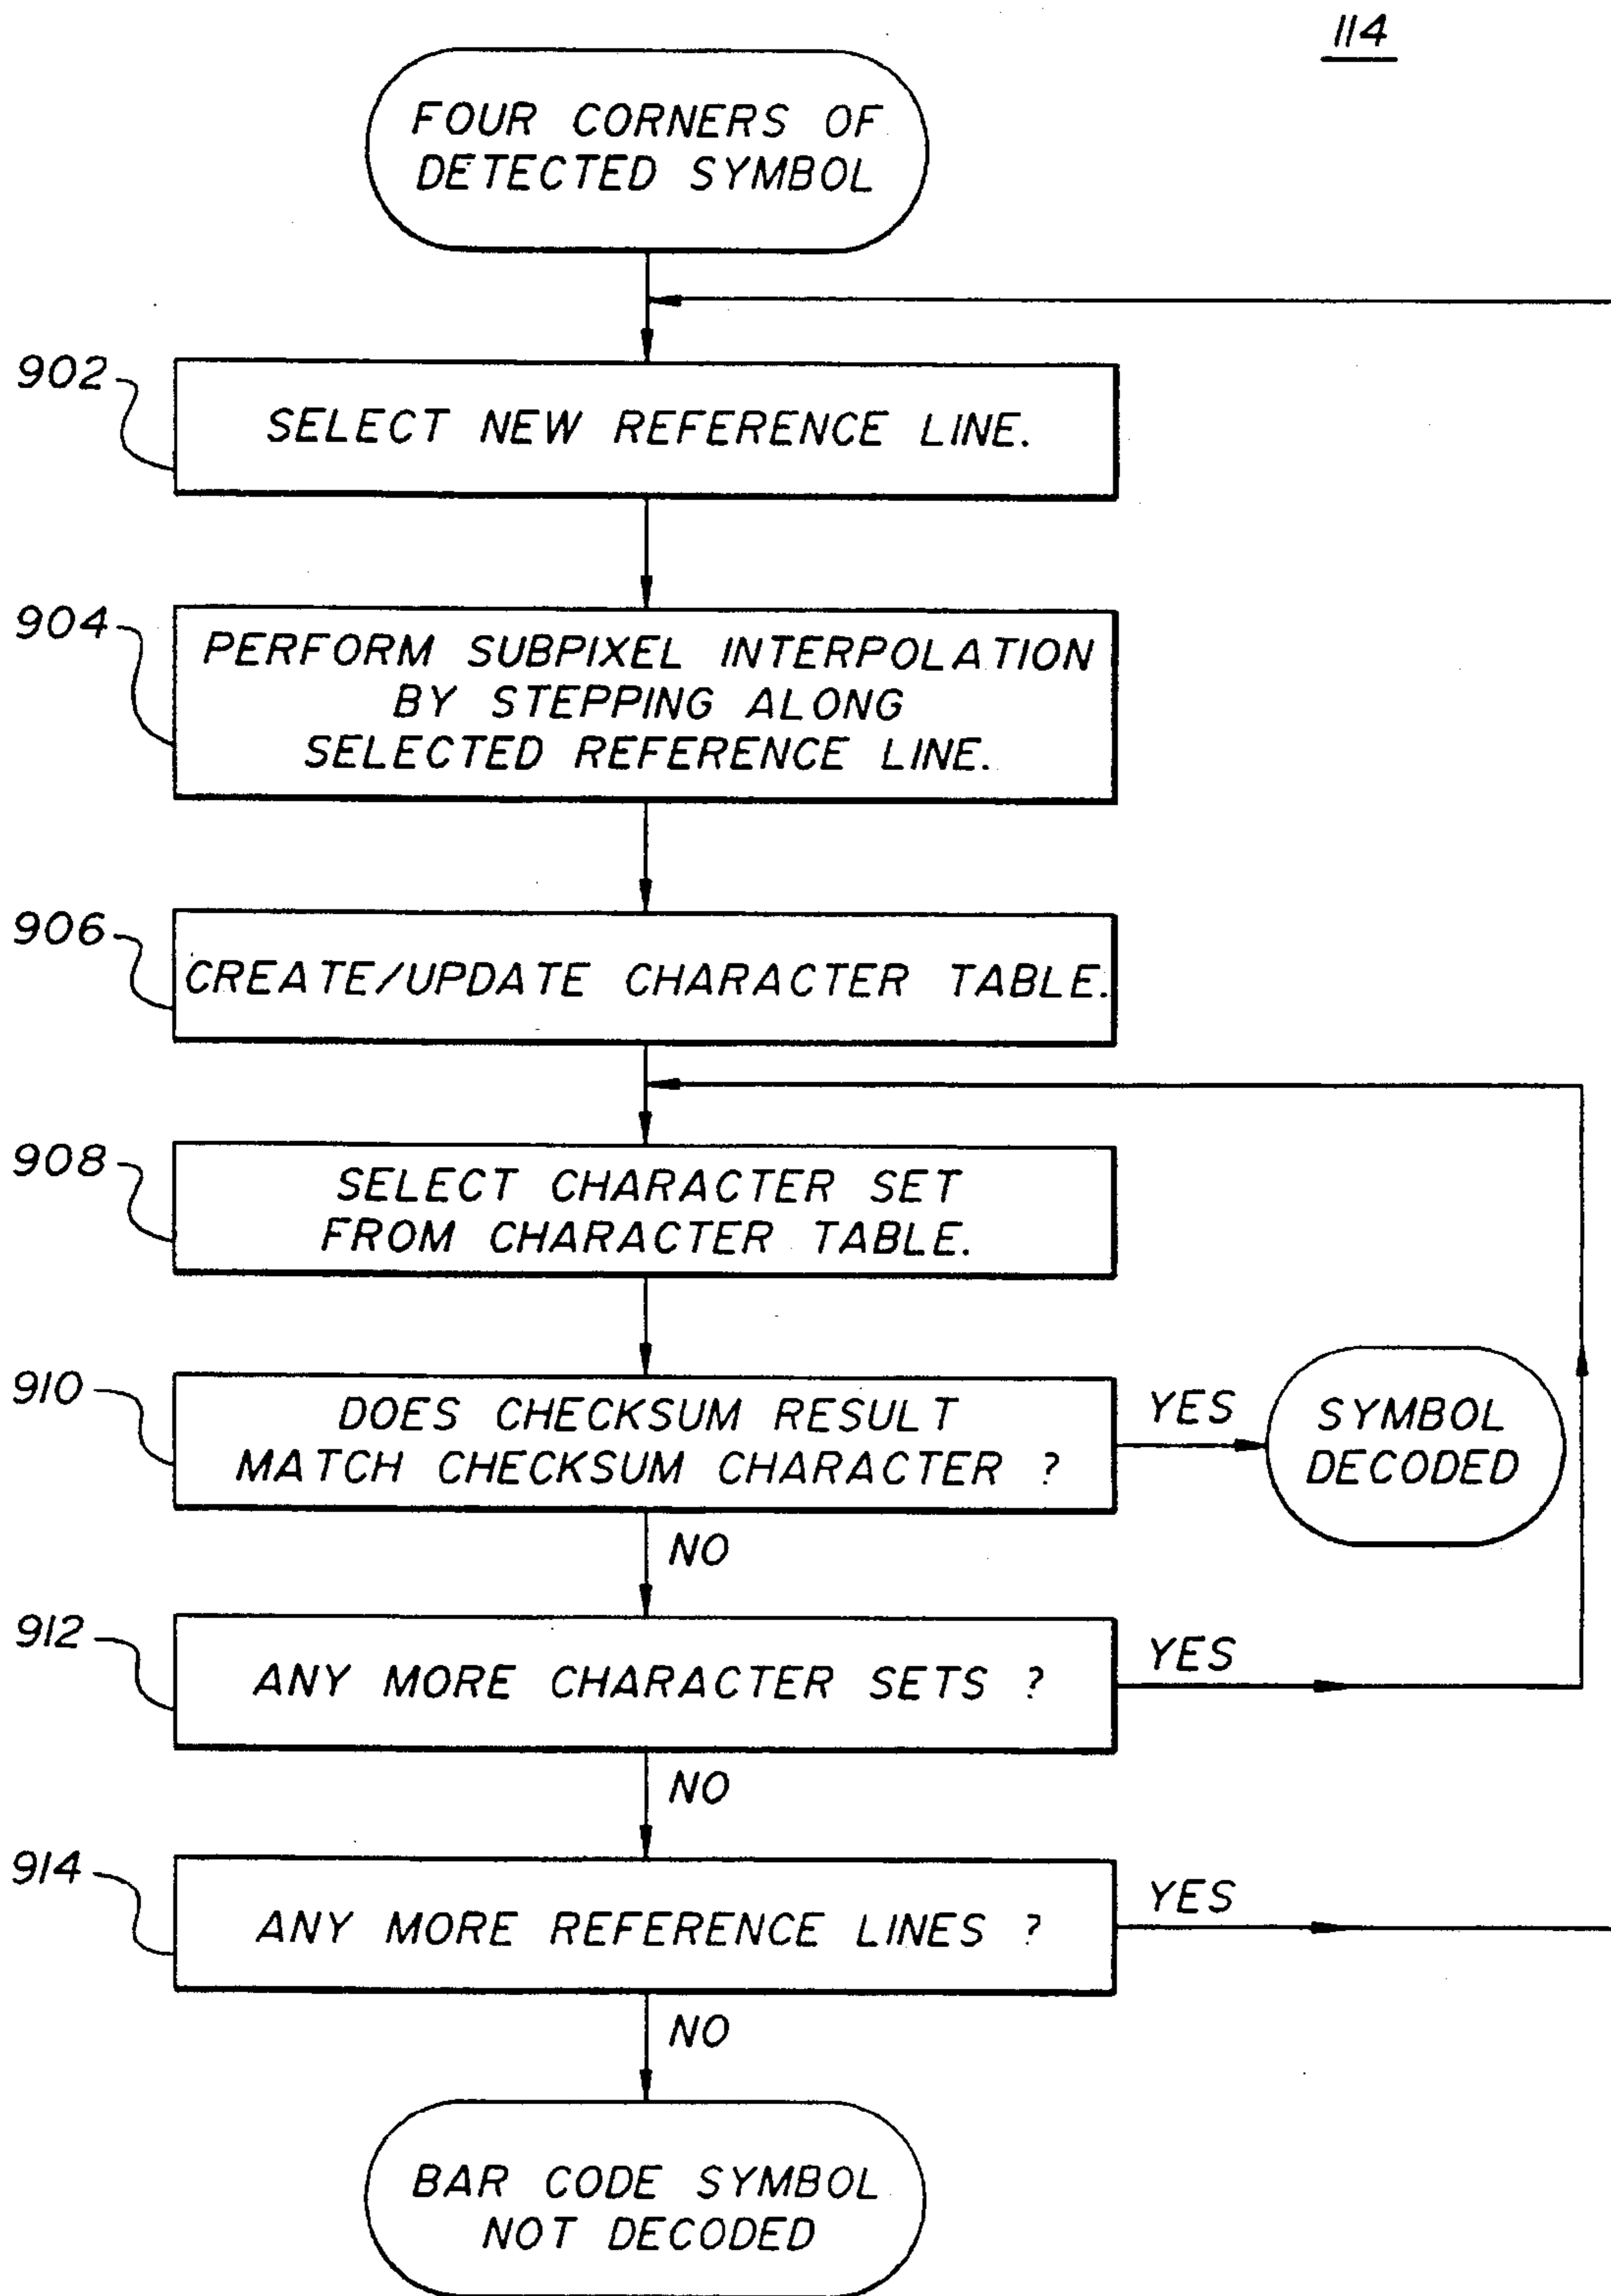 114
FOUR CORNERS OF
DETECTED SYMBOL
902
SELECT NEW REFERENCE LINE.
904
PERFORM SUBPIXEL INTERPOLATION
BY STEPPING ALONG
SELECTED REFERENCE LINE.
906
CREATE/UPDATE CHARACTER TABLE.
908
SELECT CHARACTER SET
FROM CHARACTER TABLE.
910
DOES CHECKSUM RESULT
MATCH CHECKSUM CHARACTER ?
YES
SYMBOL
DECODED
NO
912
ANY MORE CHARACTER SETS ?
YES
NO
914
ANY MORE REFERENCE LINES ?
YES
NO
BAR CODE SYMBOL
NOT DECODED